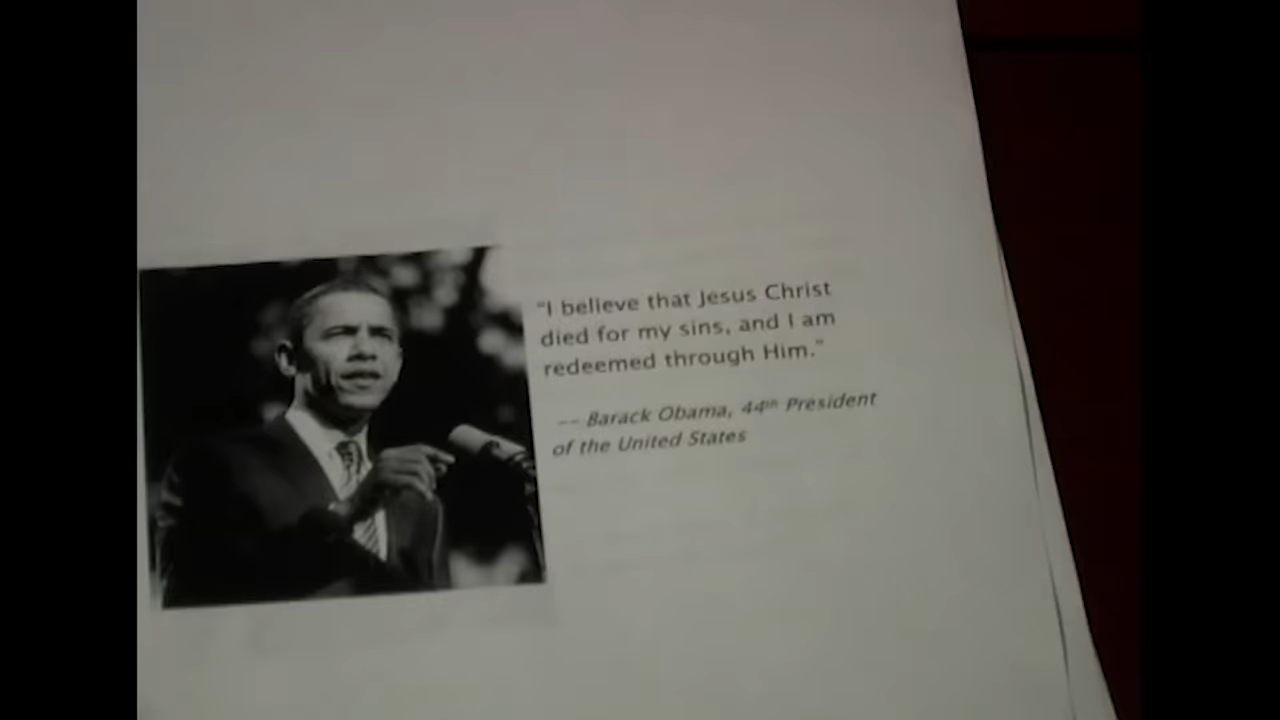 "I believe that Jesus Christ
died for my sins, and I am
redeemed through Him."
-- Barack Obama, 44th President
of the United States